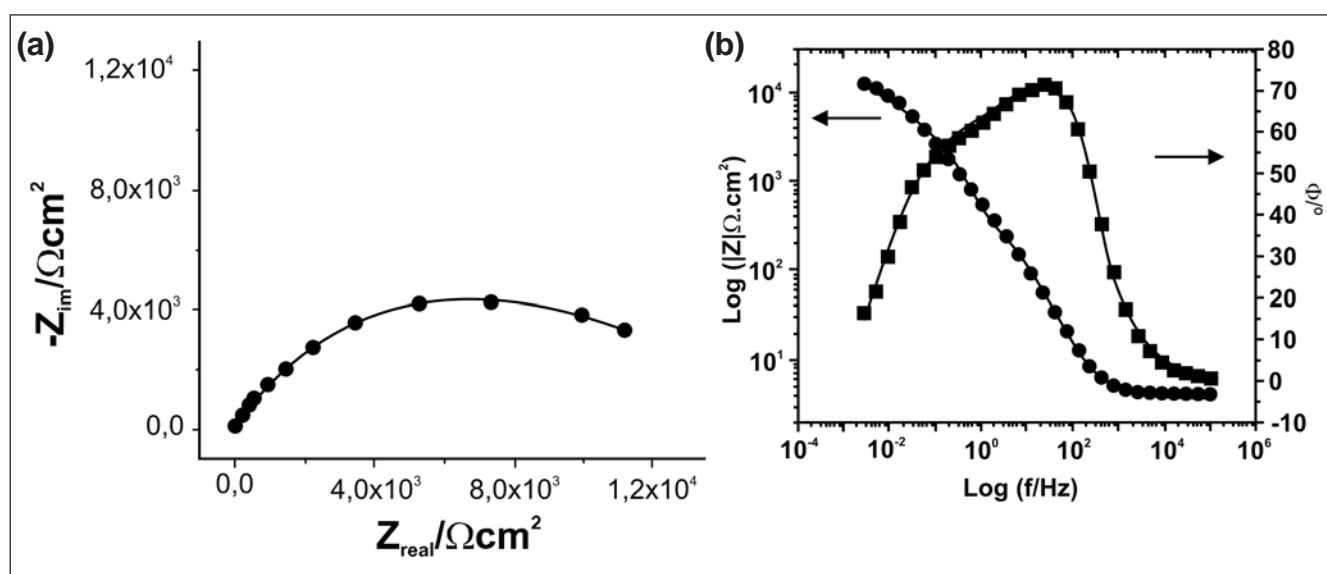 (a)
1,2x10⁴
8,0x10³
4,0x10³
0,0
-Z_im/Ωcm²
0,0
4,0x10³
8,0x10³
1,2x10⁴
Z_real/Ωcm²
(b)
10⁴
10³
10²
10¹
Log (|Z|Ω.cm²)
80
70
60
50
40
30
20
10
0
-10
Φ/º
10⁻⁴
10⁻²
10⁰
10²
10⁴
10⁶
Log (f/Hz)